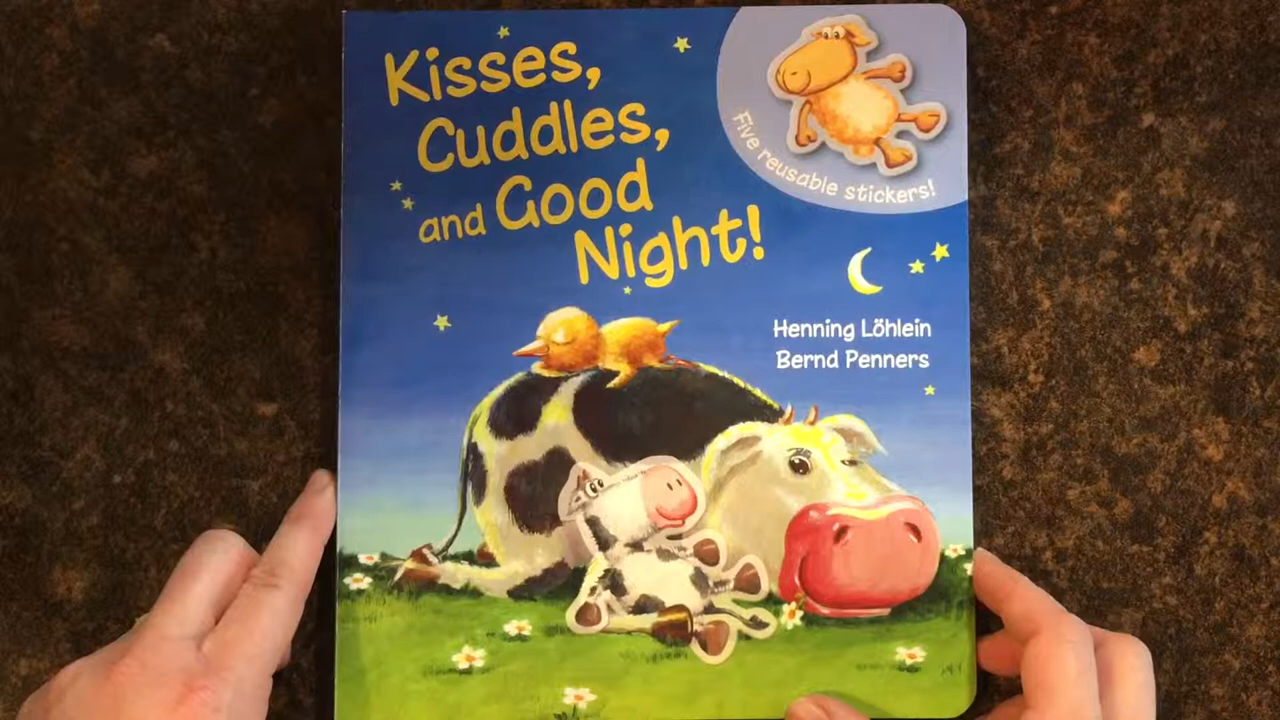 Kisses,
Cuddles,
and Good
Night!
Five reusable stickers!
Henning Löhlein
Bernd Penners